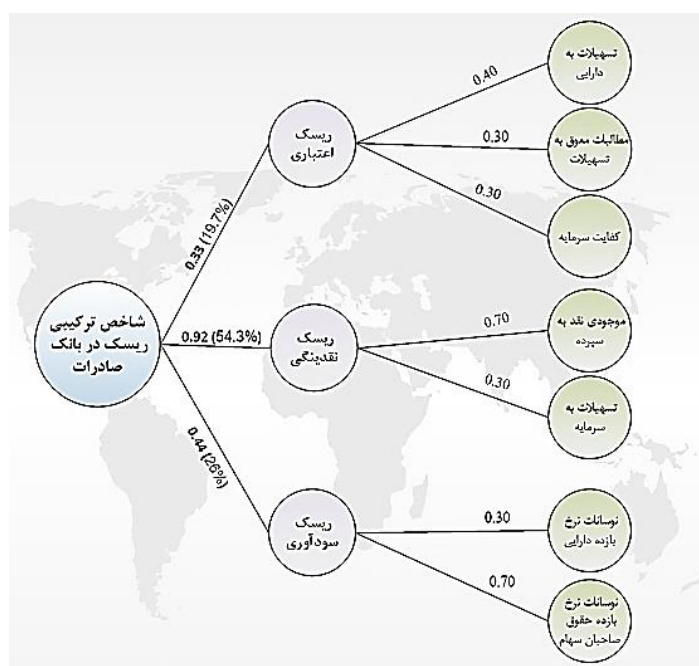 شاخص ترکیبی
ریسک در بانک
صادرات
0.33 (19.7%)
0.92 (54.3%)
0.44 (26%)
ریسک
اعتباری
0.40
0.30
0.30
تسهیلات به
دارایی
مطالبات معوق به
تسهیلات
کفایت سرمایه
ریسک
نقدینگی
0.70
0.30
موجودی نقد به
سپرده
تسهیلات به
سرمایه
ریسک
سودآوری
0.30
0.70
نوسانات نرخ
بازده دارایی
نوسانات نرخ
بازده حقوق
صاحبان سهام